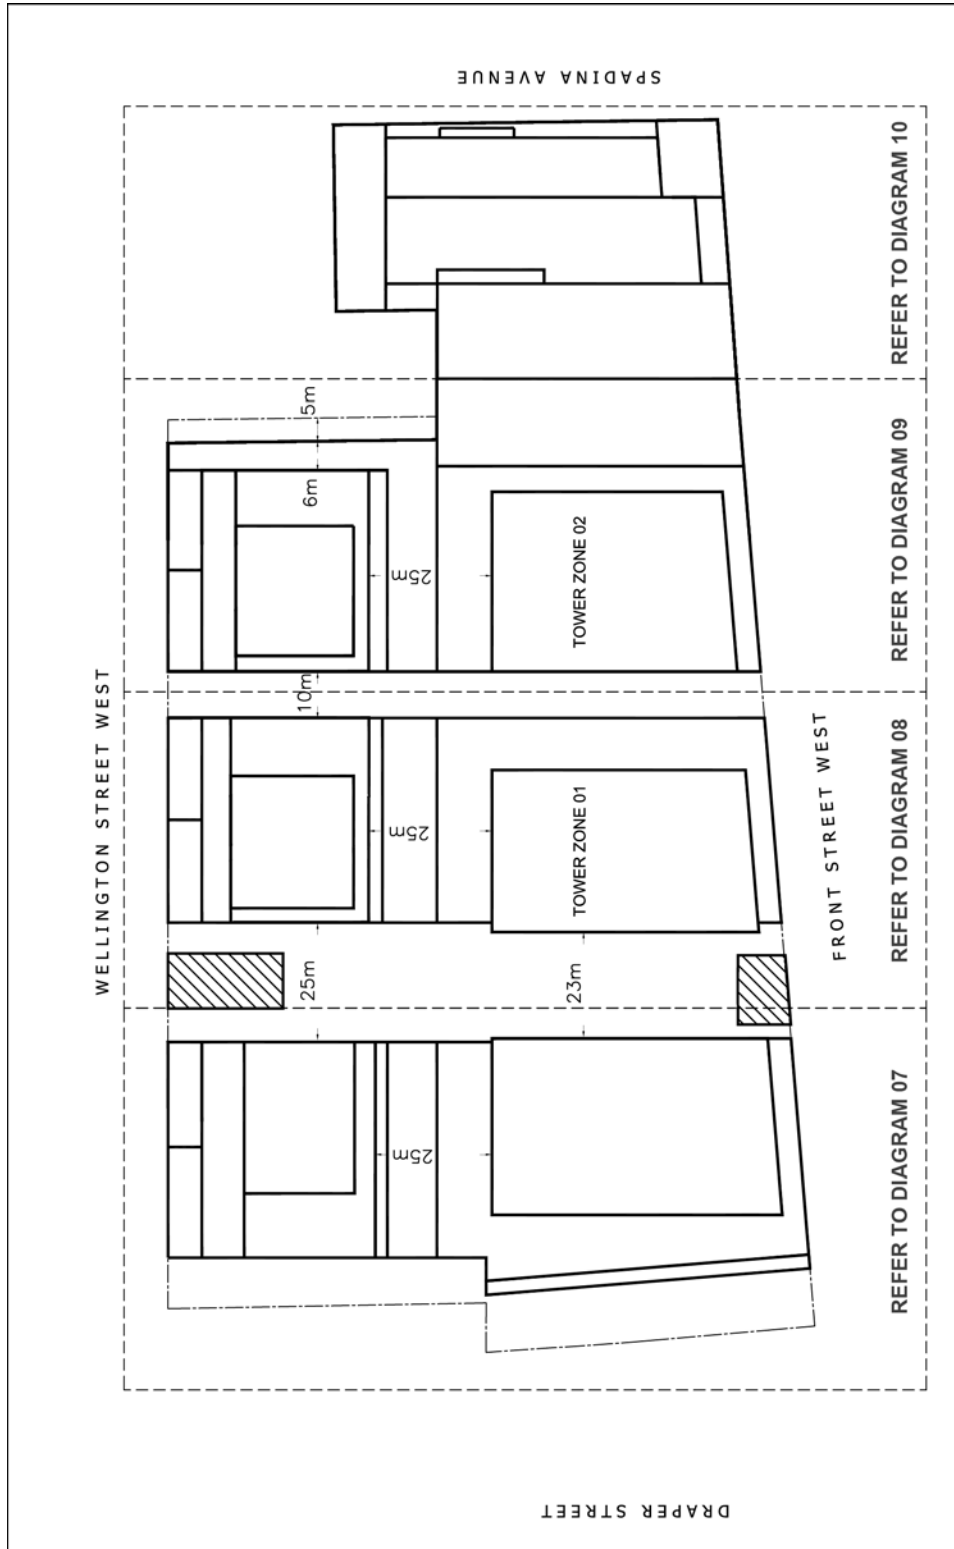 SPADINA AVENUE
REFER TO DIAGRAM 10
5m
6m
25m
TOWER ZONE 02
REFER TO DIAGRAM 09
WELLINGTON STREET WEST
10m
25m
TOWER ZONE 01
FRONT STREET WEST
REFER TO DIAGRAM 08
25m
23m
25m
REFER TO DIAGRAM 07
DRAPER STREET